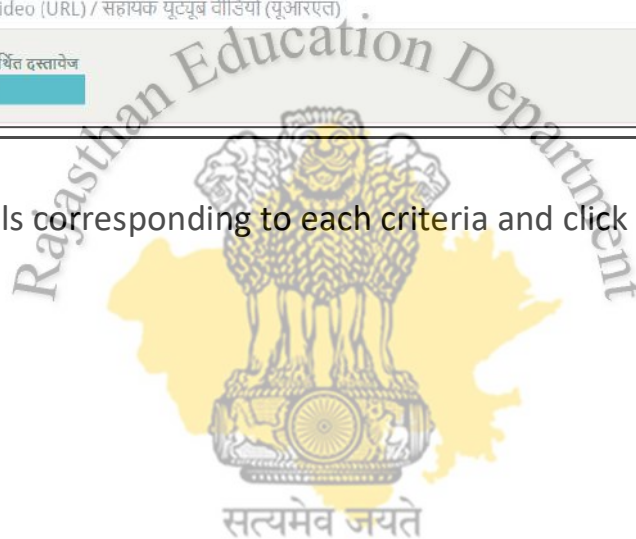 ideo (URL) / सहायक यूट्यूब वीडियो (यूआरएल)
र्थित दस्तावेज
Rajasthan Education Department
ls corresponding to each criteria and click
सत्यमेव जयते